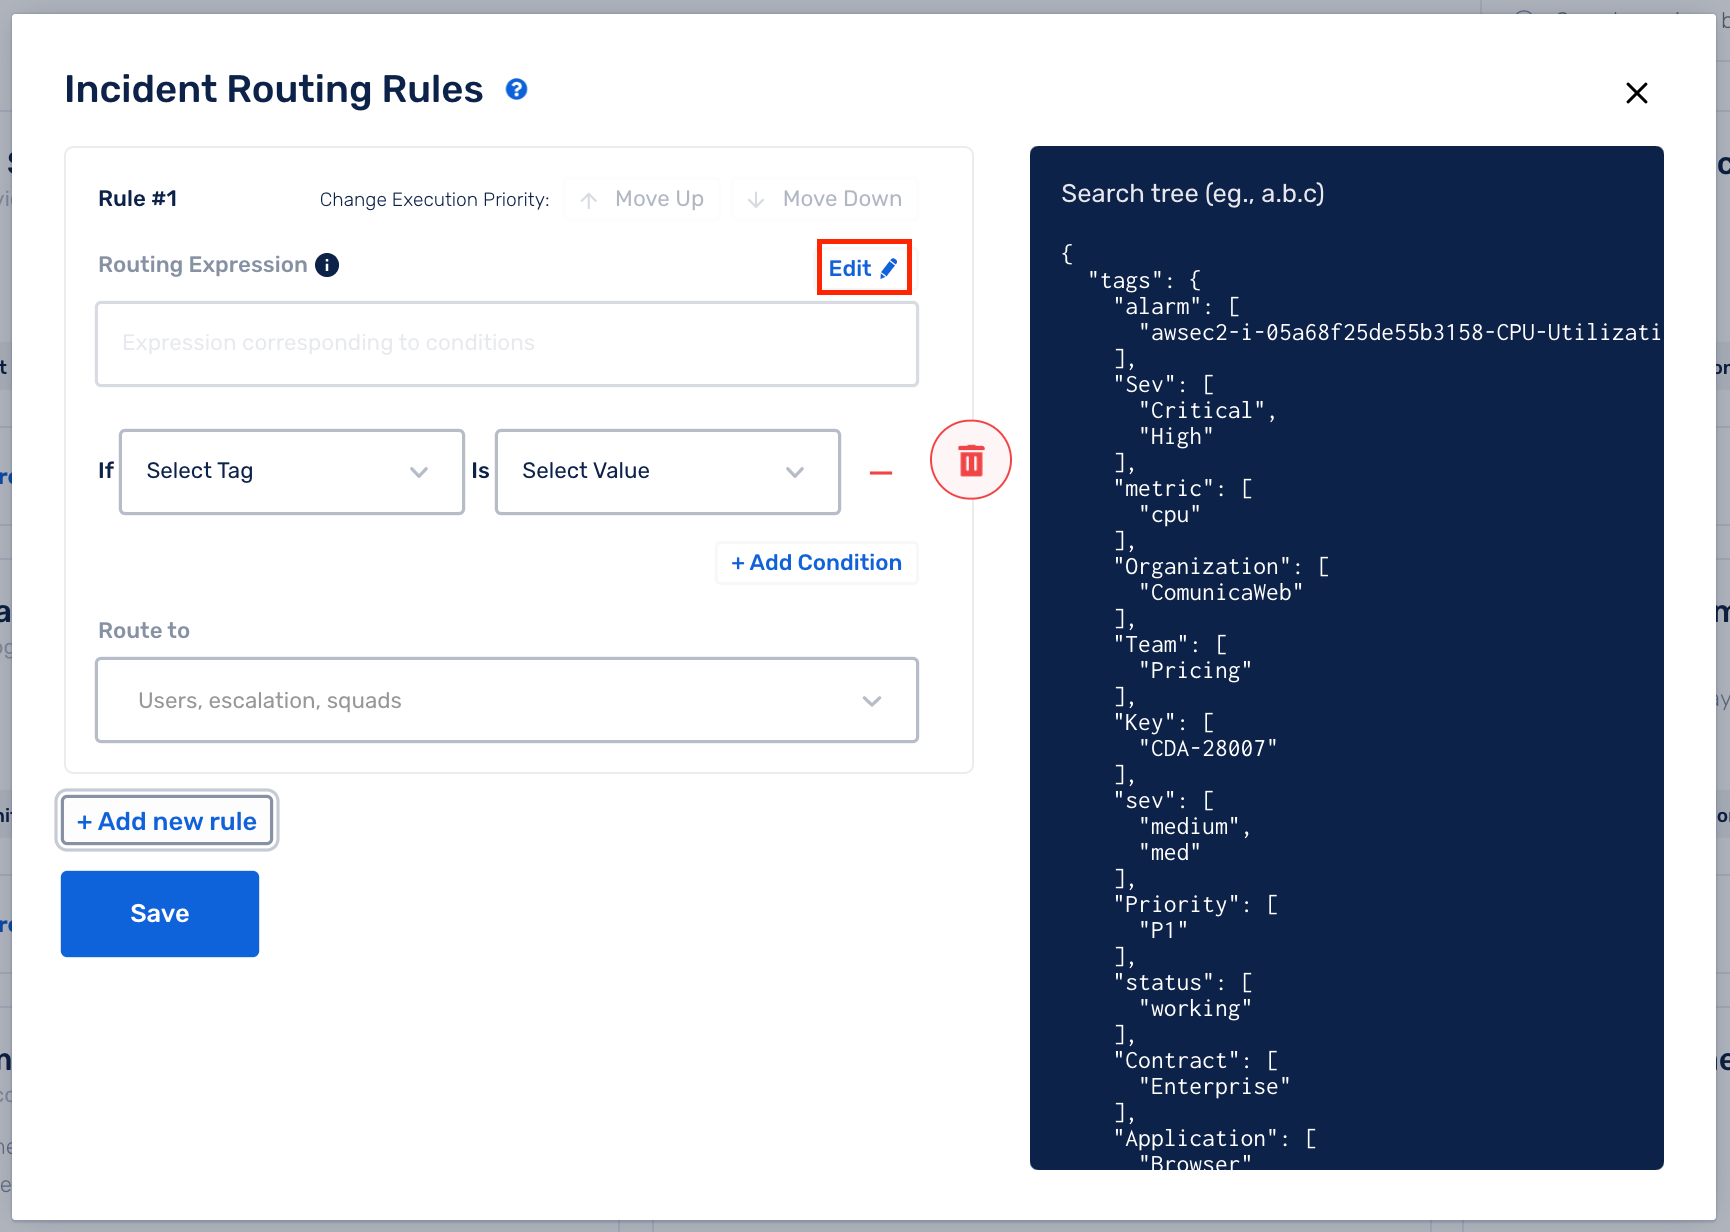 Incident Routing Rules ?
Rule #1
Change Execution Priority:
Move Up
Move Down
Routing Expression i
Edit
Expression corresponding to conditions
If
Select Tag
Is
Select Value
+ Add Condition
Route to
Users, escalation, squads
+ Add new rule
Save
Search tree (eg., a.b.c)
{
"tags": {
"alarm": [
"awsec2-i-05a68f25de55b3158-CPU-Utilizati
],
"Sev": [
"Critical",
"High"
],
"metric": [
"cpu"
],
"Organization": [
"ComunicaWeb"
],
"Team": [
"Pricing"
],
"Key": [
"CDA-28007"
],
"sev": [
"medium",
"med"
],
"Priority": [
"P1"
],
"status": [
"working"
],
"Contract": [
"Enterprise"
],
"Application": [
"Browser"